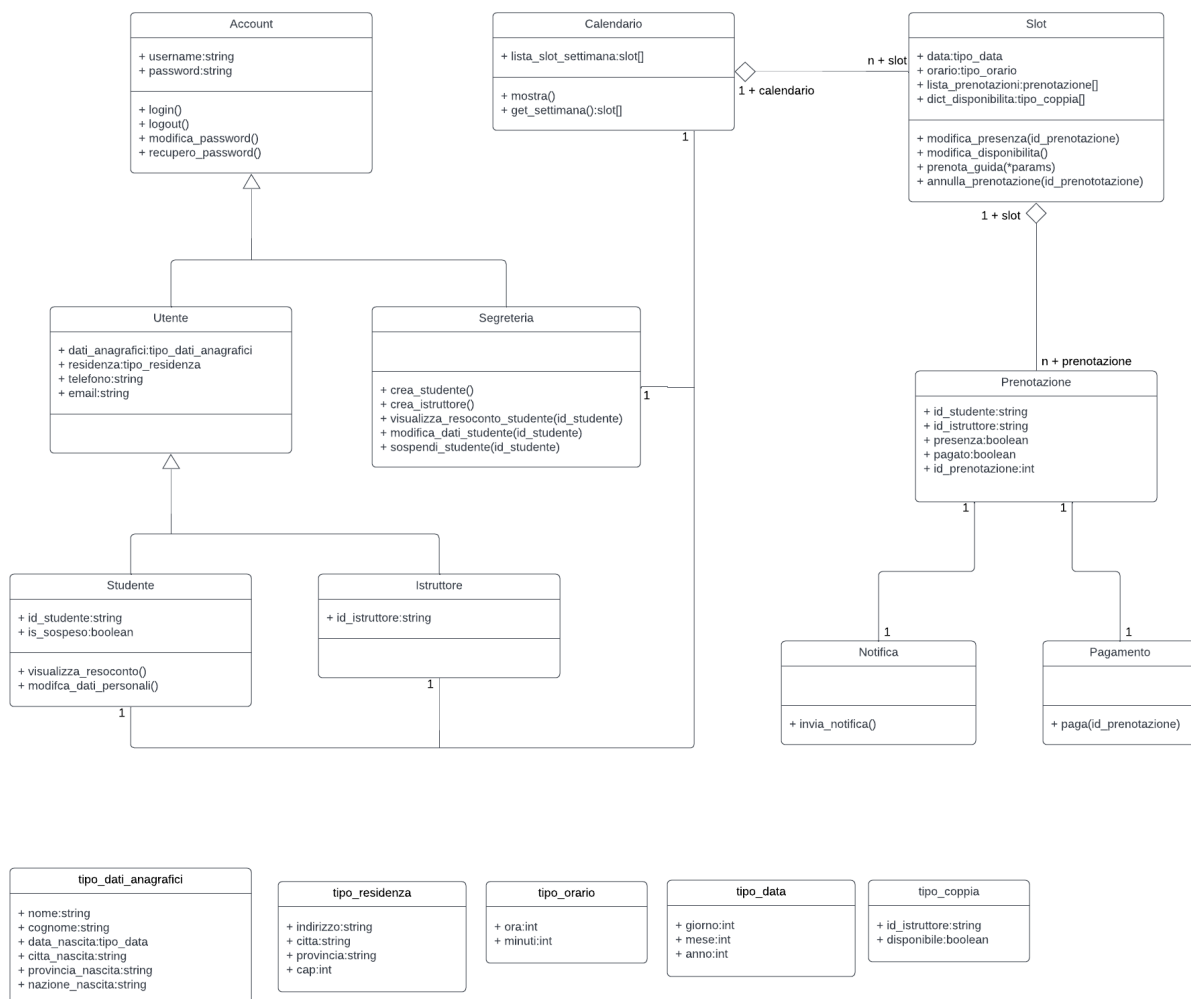 Account
+ username:string
+ password:string
+ login()
+ logout()
+ modifica_password()
+ recupero_password()
Calendario
+ lista_slot_settimana:slot[]
+ mostra()
+ get_settimana():slot[]
1
1 + calendario
n + slot
Slot
+ data:tipo_data
+ orario:tipo_orario
+ lista_prenotazioni:prenotazione[]
+ dict_disponibilita:tipo_coppia[]
+ modifica_presenza(id_prenotazione)
+ modifica_disponibilita()
+ prenota_guida(*params)
+ annulla_prenotazione(id_prenototazione)
1 + slot
n + prenotazione
Utente
+ dati_anagrafici:tipo_dati_anagrafici
+ residenza:tipo_residenza
+ telefono:string
+ email:string
Segreteria
+ crea_studente()
+ crea_istruttore()
+ visualizza_resoconto_studente(id_studente)
+ modifica_dati_studente(id_studente)
+ sospendi_studente(id_studente)
1
Prenotazione
+ id_studente:string
+ id_istruttore:string
+ presenza:boolean
+ pagato:boolean
+ id_prenotazione:int
1
1
Studente
+ id_studente:string
+ is_sospeso:boolean
+ visualizza_resoconto()
+ modifca_dati_personali()
1
Istruttore
+ id_istruttore:string
1
1
Notifica
+ invia_notifica()
1
Pagamento
+ paga(id_prenotazione)
tipo_dati_anagrafici
+ nome:string
+ cognome:string
+ data_nascita:tipo_data
+ citta_nascita:string
+ provincia_nascita:string
+ nazione_nascita:string
tipo_residenza
+ indirizzo:string
+ citta:string
+ provincia:string
+ cap:int
tipo_orario
+ ora:int
+ minuti:int
tipo_data
+ giorno:int
+ mese:int
+ anno:int
tipo_coppia
+ id_istruttore:string
+ disponibile:boolean